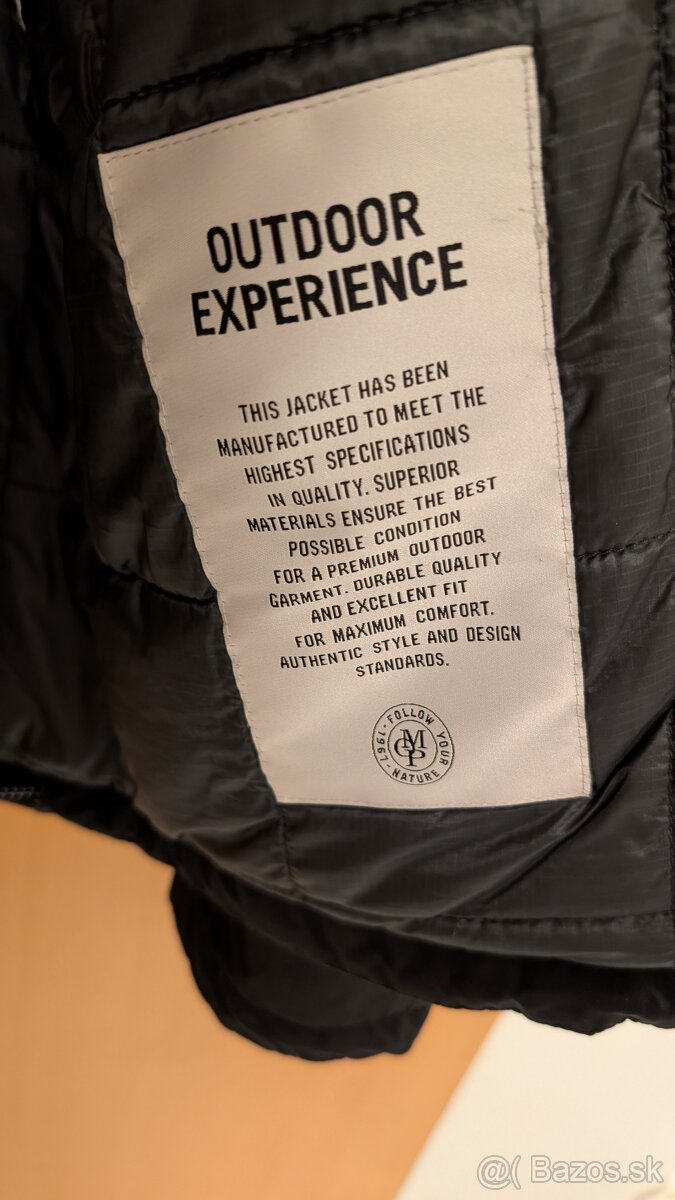 OUTDOOR
EXPERIENCE
THIS JACKET HAS BEEN
MANUFACTURED TO MEET THE
HIGHEST SPECIFICATIONS
IN QUALITY. SUPERIOR
MATERIALS ENSURE THE BEST
POSSIBLE CONDITION
FOR A PREMIUM OUTDOOR
GARMENT. DURABLE QUALITY
AND EXCELLENT FIT
FOR MAXIMUM COMFORT.
AUTHENTIC STYLE AND DESIGN
STANDARDS.
1967 · FOLLOW YOUR NATURE ·
MOP
@( Bazos.sk